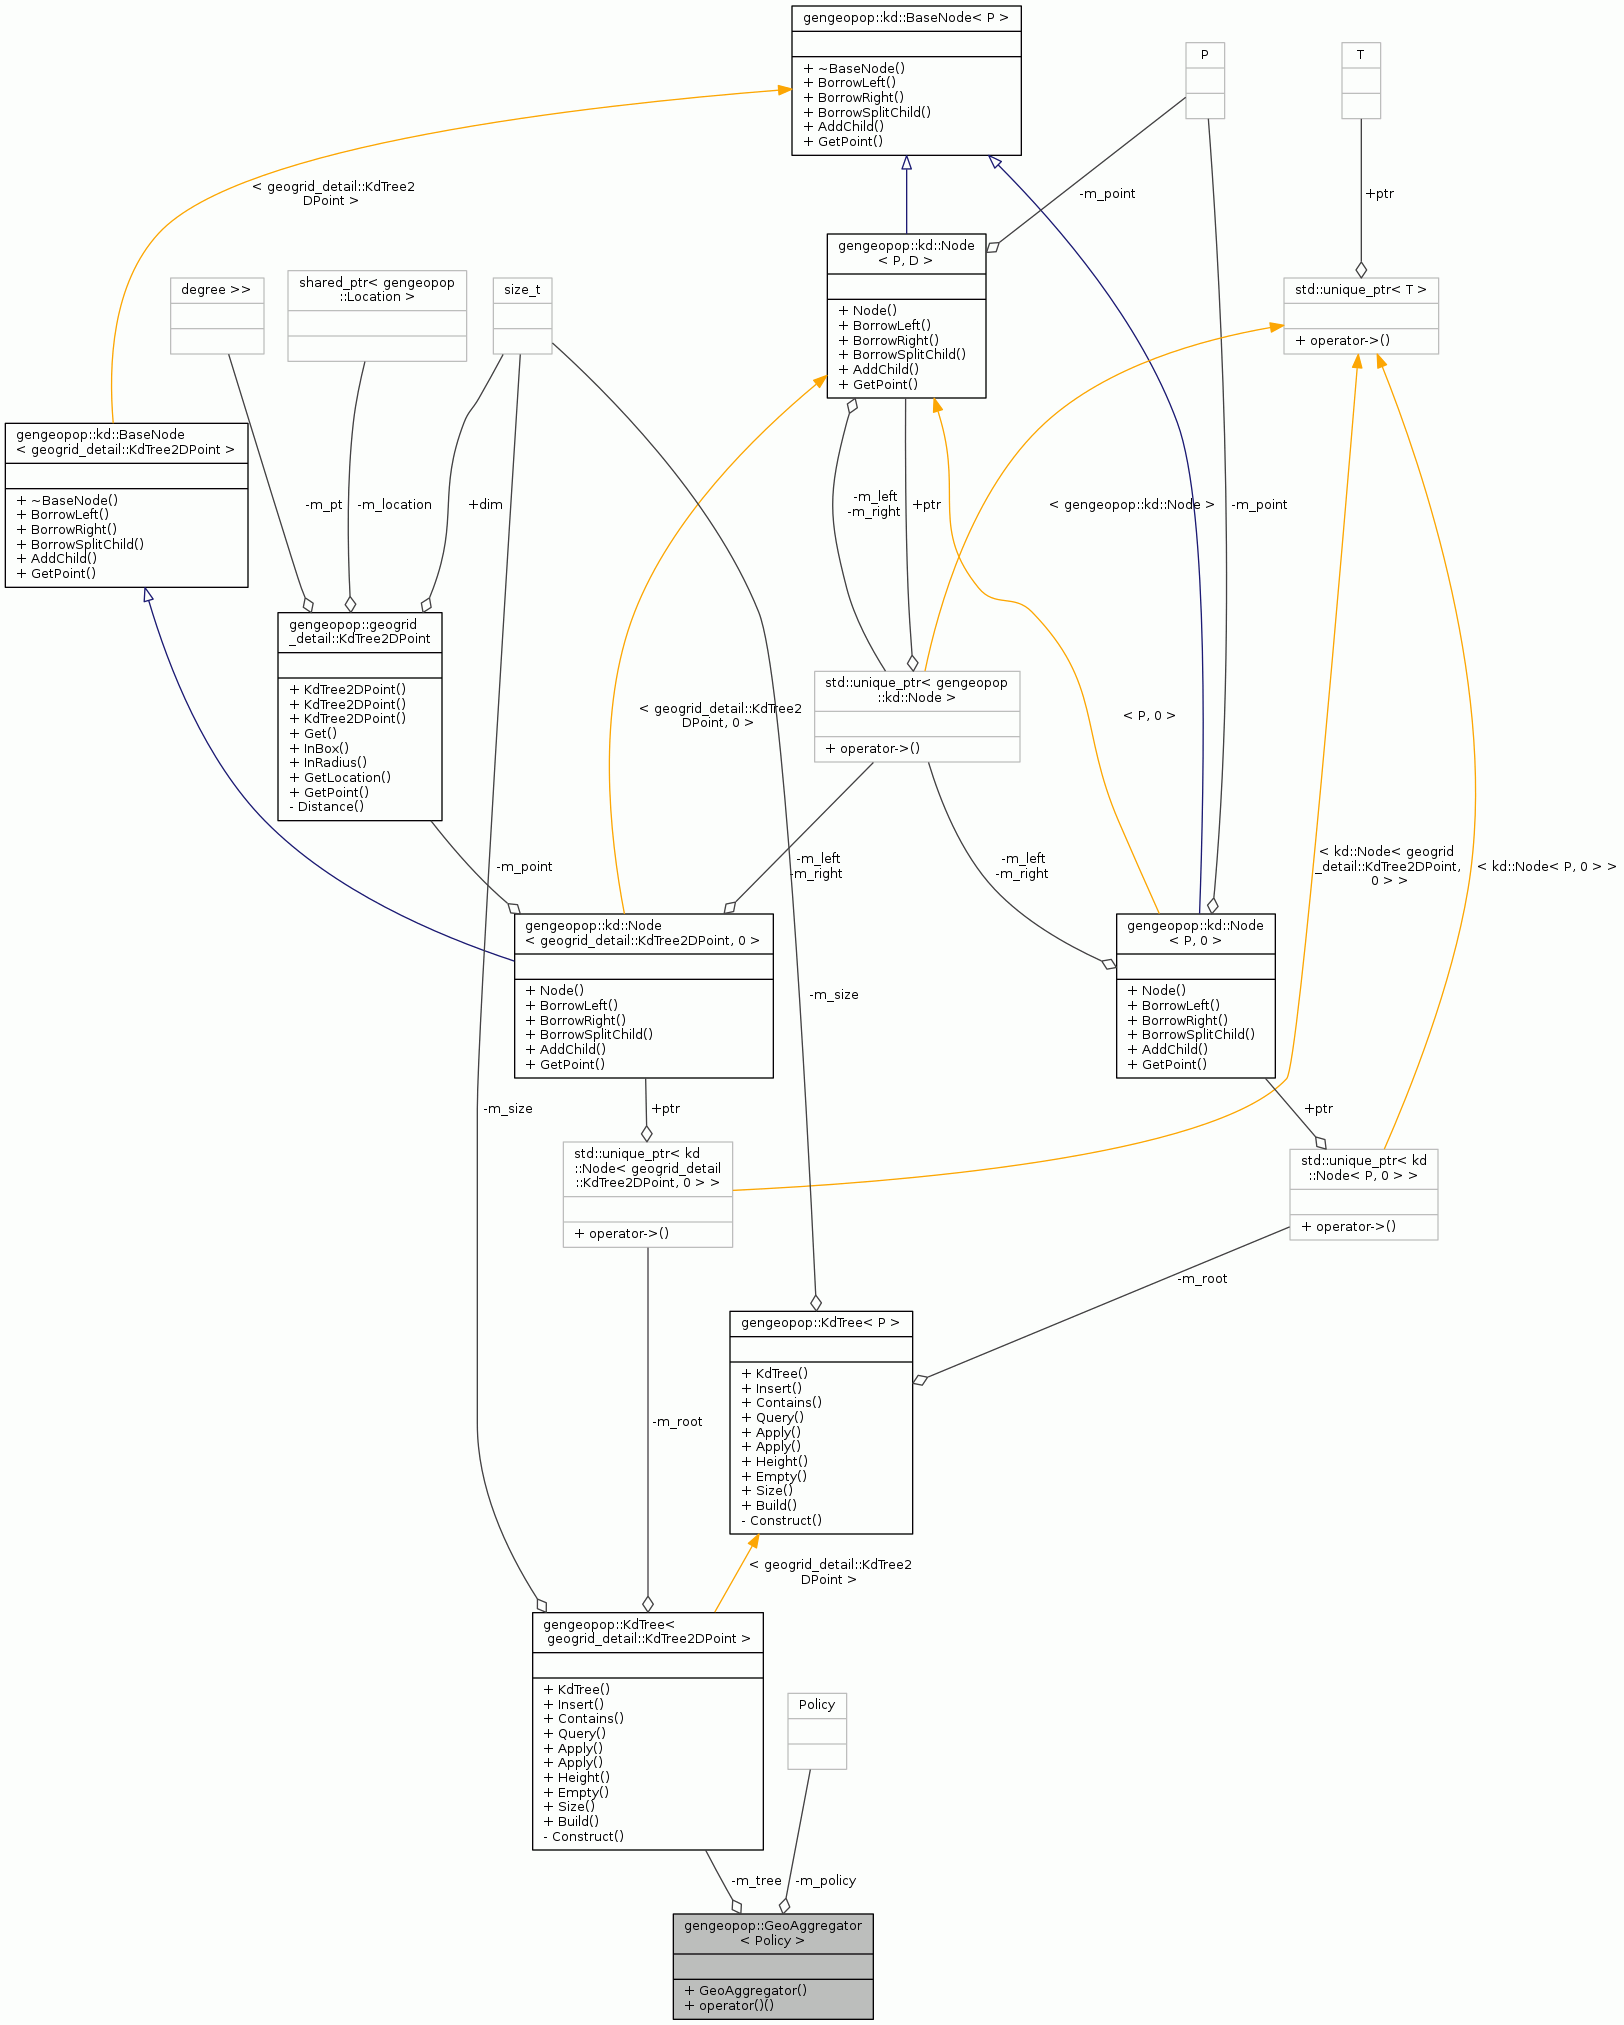 gengeopop::kd::BaseNode< P >
+ ~BaseNode()
+ BorrowLeft()
+ BorrowRight()
+ BorrowSplitChild()
+ AddChild()
+ GetPoint()
P
T
< geogrid_detail::KdTree2
DPoint >
-m_point
+ptr
gengeopop::kd::Node
< P, D >
+ Node()
+ BorrowLeft()
+ BorrowRight()
+ BorrowSplitChild()
+ AddChild()
+ GetPoint()
degree >>
shared_ptr< gengeopop
::Location >
size_t
std::unique_ptr< T >
+ operator->()
gengeopop::kd::BaseNode
< geogrid_detail::KdTree2DPoint >
+ ~BaseNode()
+ BorrowLeft()
+ BorrowRight()
+ BorrowSplitChild()
+ AddChild()
+ GetPoint()
-m_pt
-m_location
+dim
-m_left
-m_right
+ptr
< gengeopop::kd::Node >
-m_point
gengeopop::geogrid
_detail::KdTree2DPoint
+ KdTree2DPoint()
+ KdTree2DPoint()
+ KdTree2DPoint()
+ Get()
+ InBox()
+ InRadius()
+ GetLocation()
+ GetPoint()
- Distance()
< geogrid_detail::KdTree2
DPoint, 0 >
std::unique_ptr< gengeopop
::kd::Node >
+ operator->()
< P, 0 >
-m_point
-m_left
-m_right
-m_left
-m_right
< kd::Node< geogrid
_detail::KdTree2DPoint,
0 > >
< kd::Node< P, 0 > >
gengeopop::kd::Node
< geogrid_detail::KdTree2DPoint, 0 >
+ Node()
+ BorrowLeft()
+ BorrowRight()
+ BorrowSplitChild()
+ AddChild()
+ GetPoint()
-m_size
gengeopop::kd::Node
< P, 0 >
+ Node()
+ BorrowLeft()
+ BorrowRight()
+ BorrowSplitChild()
+ AddChild()
+ GetPoint()
-m_size
+ptr
+ptr
std::unique_ptr< kd
::Node< geogrid_detail
::KdTree2DPoint, 0 > >
+ operator->()
std::unique_ptr< kd
::Node< P, 0 > >
+ operator->()
-m_root
gengeopop::KdTree< P >
+ KdTree()
+ Insert()
+ Contains()
+ Query()
+ Apply()
+ Apply()
+ Height()
+ Empty()
+ Size()
+ Build()
- Construct()
-m_root
< geogrid_detail::KdTree2
DPoint >
gengeopop::KdTree<
geogrid_detail::KdTree2DPoint >
+ KdTree()
+ Insert()
+ Contains()
+ Query()
+ Apply()
+ Apply()
+ Height()
+ Empty()
+ Size()
+ Build()
- Construct()
Policy
-m_tree
-m_policy
gengeopop::GeoAggregator
< Policy >
+ GeoAggregator()
+ operator()()